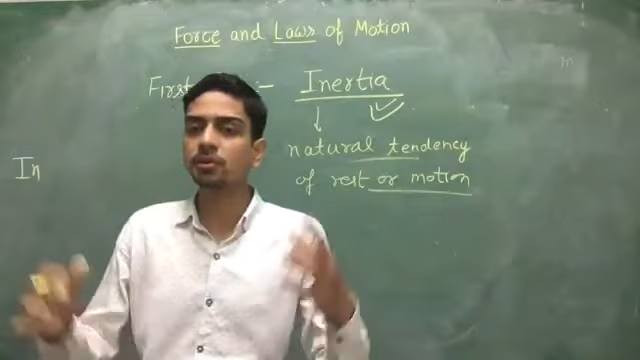 Force and Laws of Motion
First :- Inertia
natural tendency
of rest or motion
In